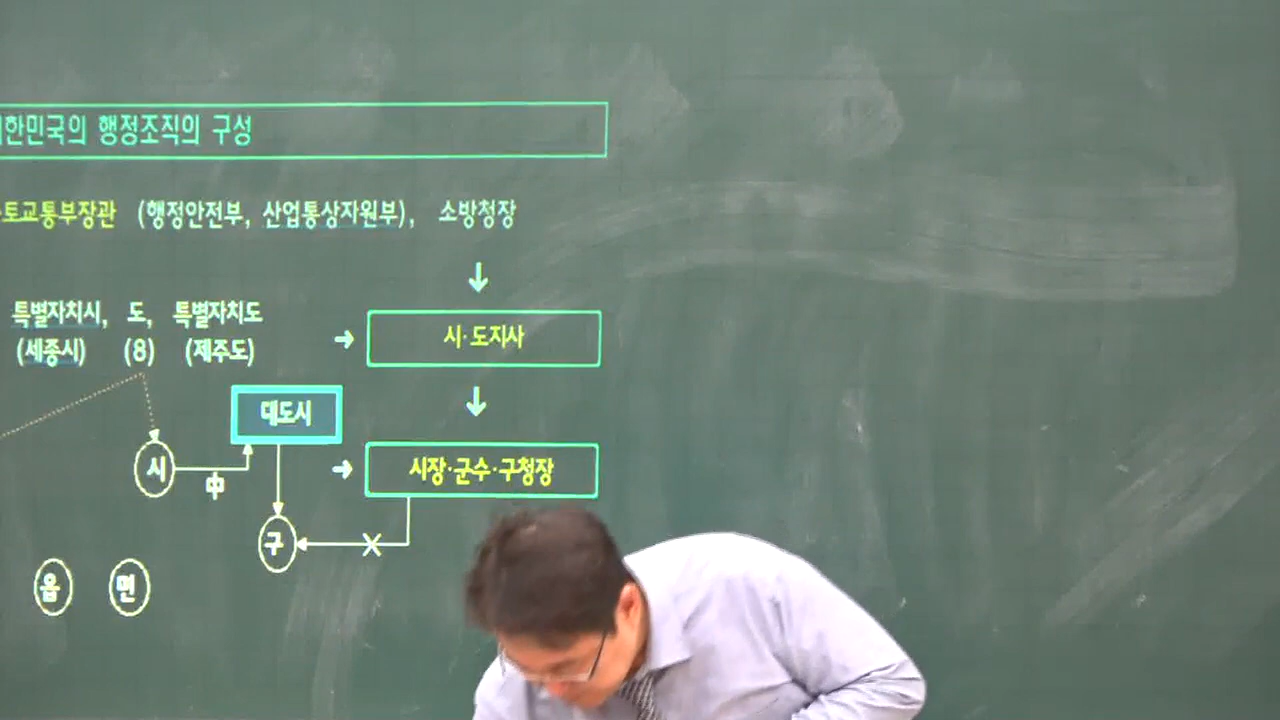 한민국의 행정조직의 구성
토교통부장관 (행정안전부, 산업통상자원부), 소방청장
특별자치시, 도, 특별자치도
(세종시) (8) (제주도)
시·도지사
대도시
시
中
시장·군수·구청장
구
읍 면